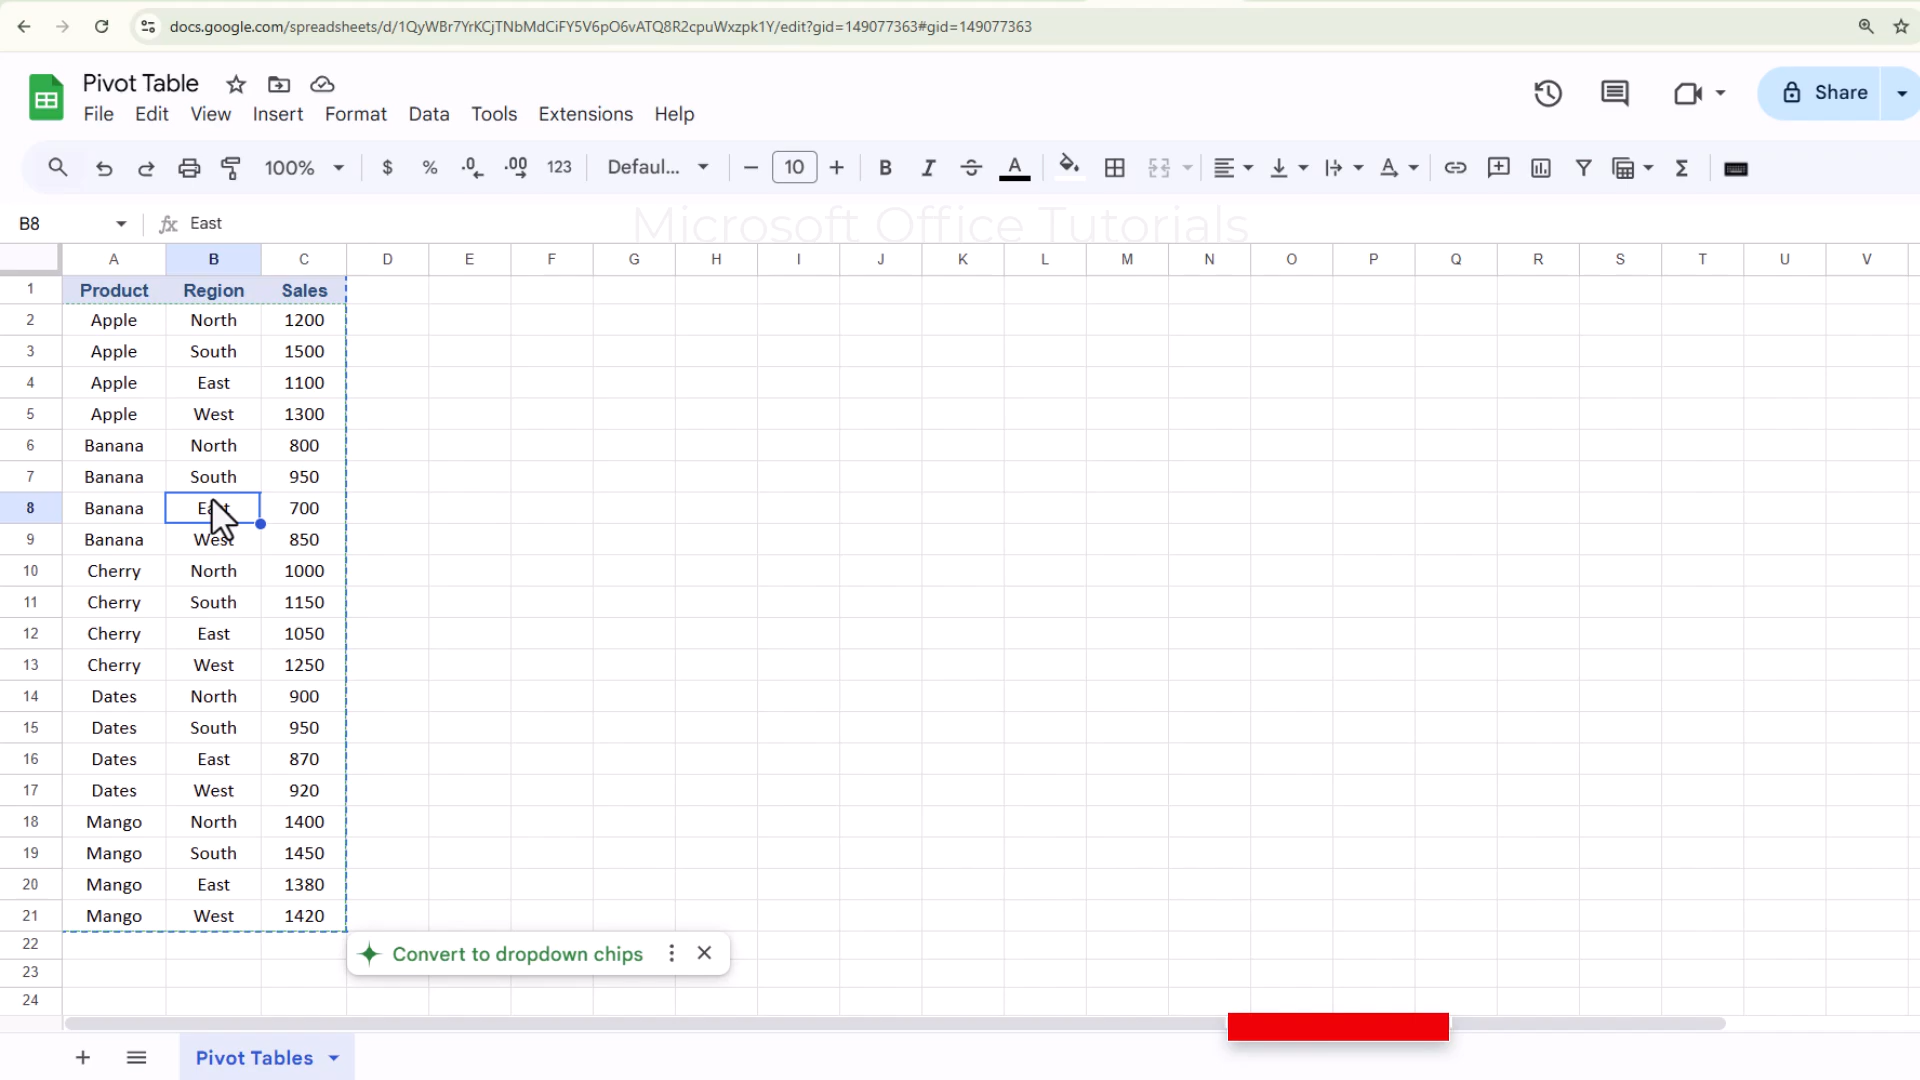 docs.google.com/spreadsheets/d/1QyWBr7YrKCjTNbMdCiFY5V6pO6vATQ8R2cpuWxzpk1Y/edit?gid=149077363#gid=149077363
Pivot Table
Share
File Edit View Insert Format Data Tools Extensions Help
100% $ % .0 .00 123 Defaul... 10 B I A
B8 fx East
Microsoft Office Tutorials
A B C D E F G H I J K L M N O P Q R S T U V
1 Product Region Sales
2 Apple North 1200
3 Apple South 1500
4 Apple East 1100
5 Apple West 1300
6 Banana North 800
7 Banana South 950
8 Banana East 700
9 Banana West 850
10 Cherry North 1000
11 Cherry South 1150
12 Cherry East 1050
13 Cherry West 1250
14 Dates North 900
15 Dates South 950
16 Dates East 870
17 Dates West 920
18 Mango North 1400
19 Mango South 1450
20 Mango East 1380
21 Mango West 1420
22
Convert to dropdown chips
23
24
Pivot Tables